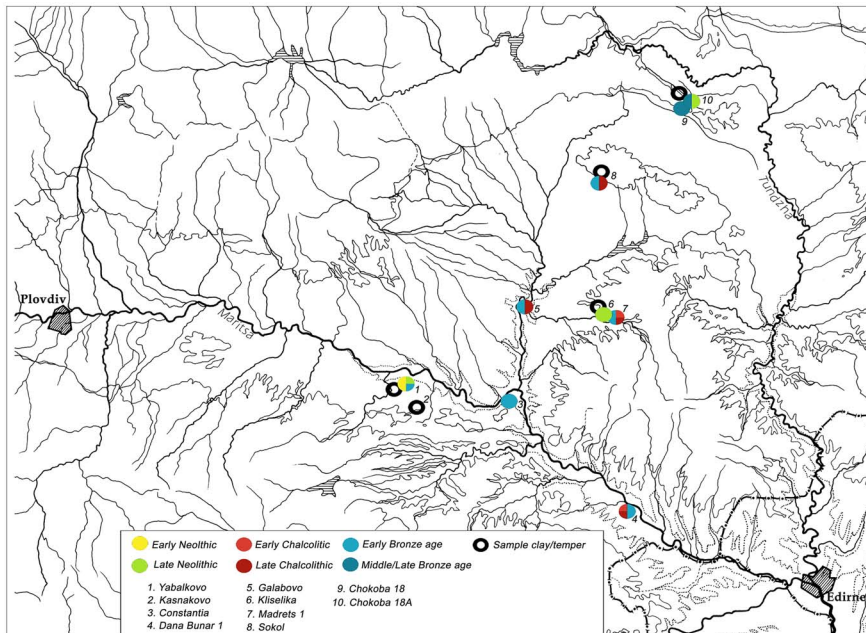 10
9
8
Tundzha
Plovdiv
Maritsa
5
6
7
1
2
3
4
Edirne
Early Neolthic
Early Chalcolitic
Early Bronze age
Sample clay/temper
Late Neolithic
Late Chalcolithic
Middle/Late Bronze age
1. Yabalkovo
2. Kasnakovo
3. Constantia
4. Dana Bunar 1
5. Galabovo
6. Kliselika
7. Madrets 1
8. Sokol
9. Chokoba 18
10. Chokoba 18A